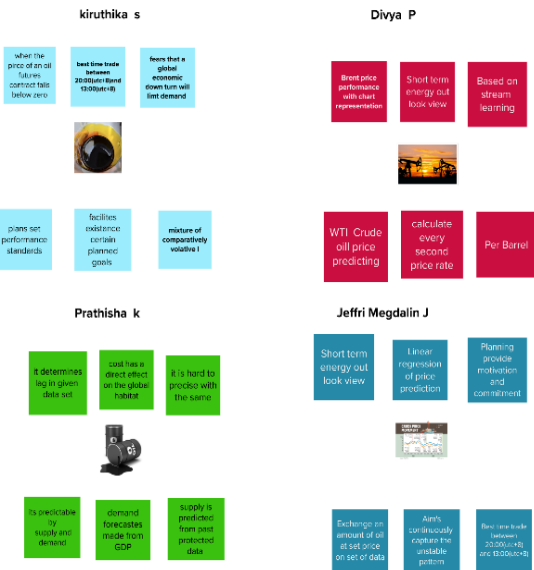 kiruthika s
when the
pirce of an oil
futures
contract falls
below zero
best time trade
between
20:00(utc+8)and
13:00(utc+8)
fears that a
global
economic
down turn will
limt demand
plans set
performance
standards
facilites
existance
certain
planned
goals
mixture of
comparatively
volative l
Divya P
Brent price
performance
with chart
representation
Short term
energy out
look view
Based on
stream
learning
WTI Crude
oill price
predicting
calculate
every
second
price rate
Per Barrel
Prathisha k
it determines
lag in given
data set
cost has a
direct effect
on the global
habitat
it is hard to
precise with
the same
Its predictable
by
supply and
demand
demand
forecastes
made from
GDP
supply is
predicted
from past
protected
data
Jeffri Megdalin J
Short term
energy out
look view
Linear
regression
of price
prediction
Planning
provide
motivation
and
commitment
Exchange an
amount of oil
at set price
on set of data
Aim's
continuously
capture the
unstable
pattern
Best time trade
between
20:00(utc+8)
and 13:00(utc+8)